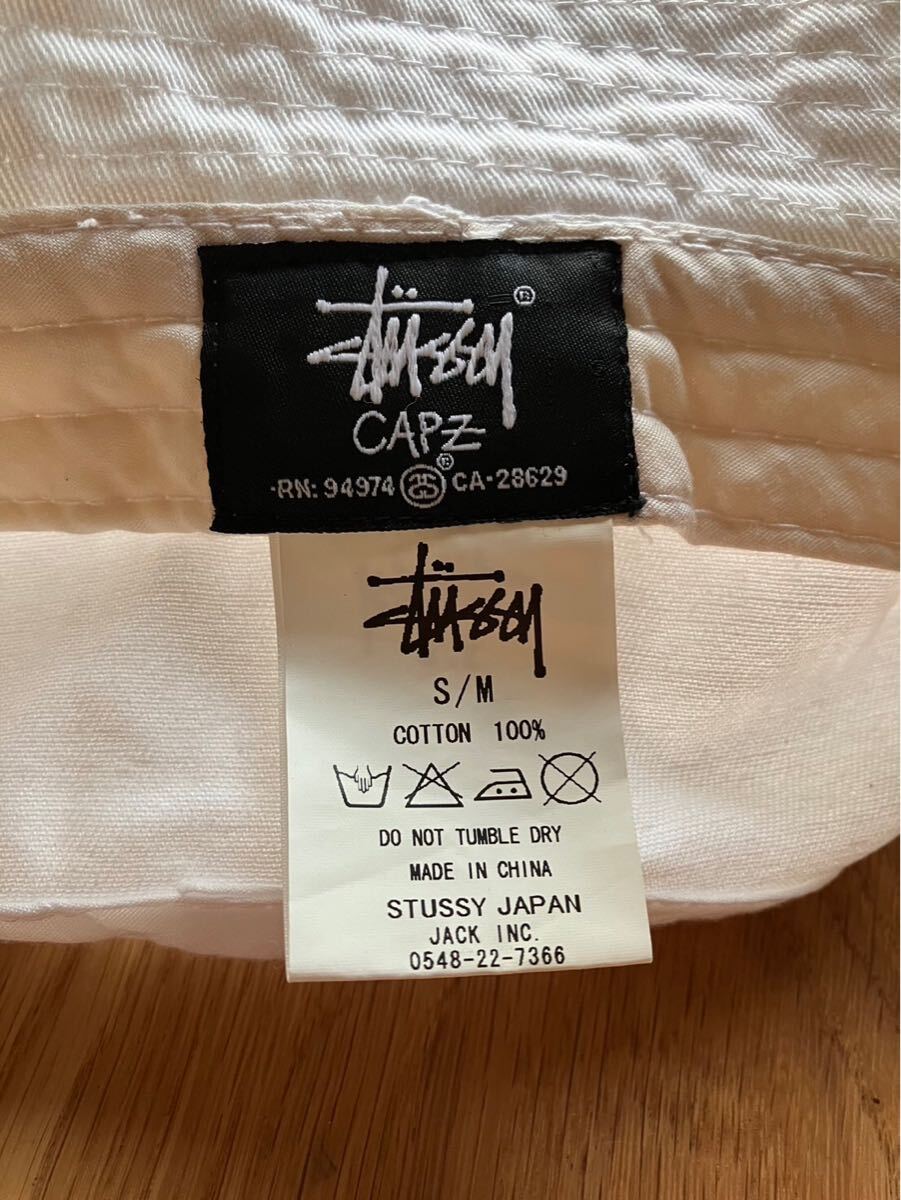 Stüssy ®
CAPZ
·RN: 94974 SS ® CA·28629
Stüssy
S/M
COTTON 100%
DO NOT TUMBLE DRY
MADE IN CHINA
STUSSY JAPAN
JACK INC.
0548-22-7366